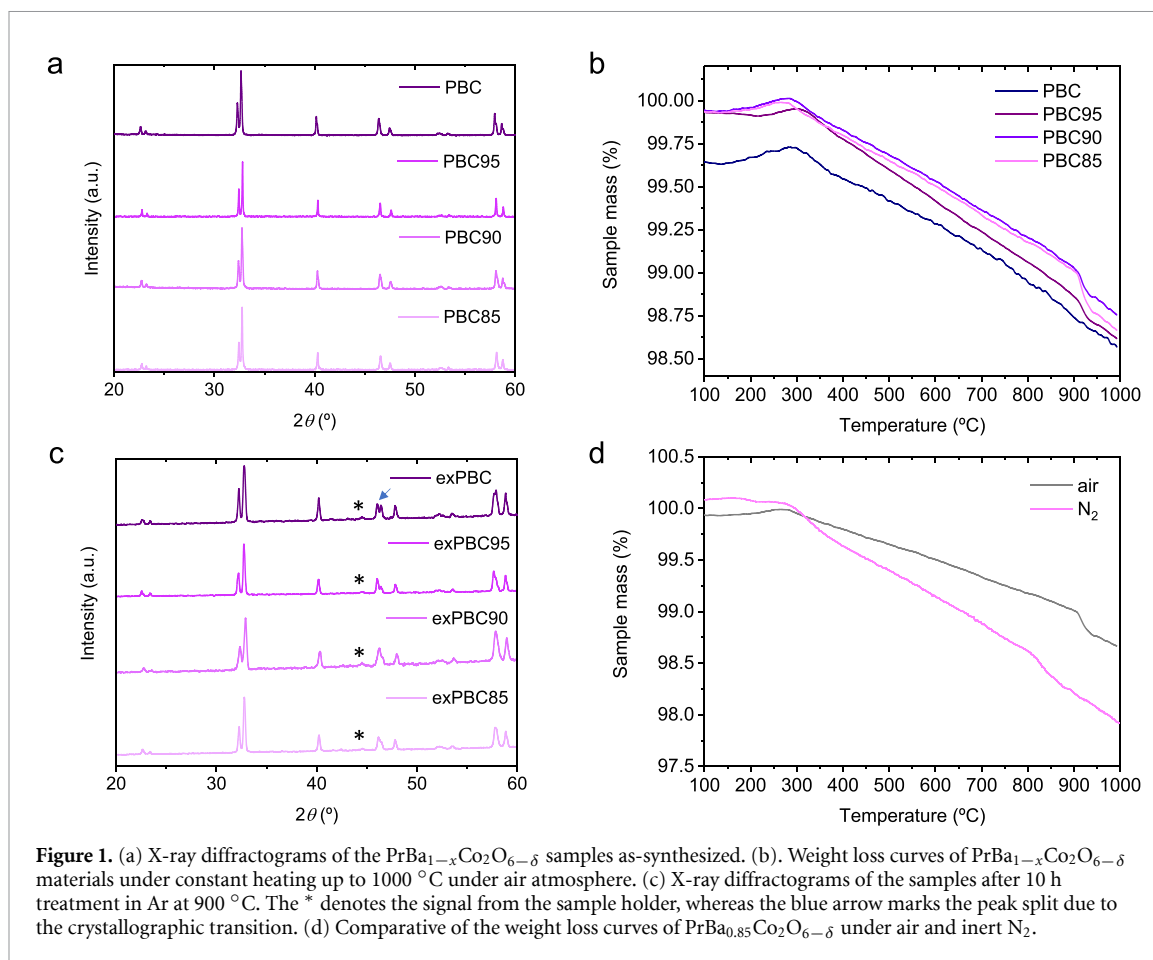 a
PBC
PBC95
PBC90
PBC85
Intensity (a.u.)
20 30 40 50 60
2θ (º)
b
PBC
PBC95
PBC90
PBC85
100.00
99.75
99.50
99.25
99.00
98.75
98.50
Sample mass (%)
100 200 300 400 500 600 700 800 900 1000
Temperature (ºC)
c
exPBC
*
exPBC95
*
exPBC90
*
exPBC85
*
Intensity (a.u.)
20 30 40 50 60
2θ (º)
d
air
N₂
100.5
100.0
99.5
99.0
98.5
98.0
97.5
Sample mass (%)
100 200 300 400 500 600 700 800 900 1000
Temperature (ºC)
Figure 1. (a) X-ray diffractograms of the PrBa₁₋ₓCo₂O₆₋δ samples as-synthesized. (b). Weight loss curves of PrBa₁₋ₓCo₂O₆₋δ
materials under constant heating up to 1000 °C under air atmosphere. (c) X-ray diffractograms of the samples after 10 h
treatment in Ar at 900 °C. The * denotes the signal from the sample holder, whereas the blue arrow marks the peak split due to
the crystallographic transition. (d) Comparative of the weight loss curves of PrBa₀.₈₅Co₂O₆₋δ under air and inert N₂.